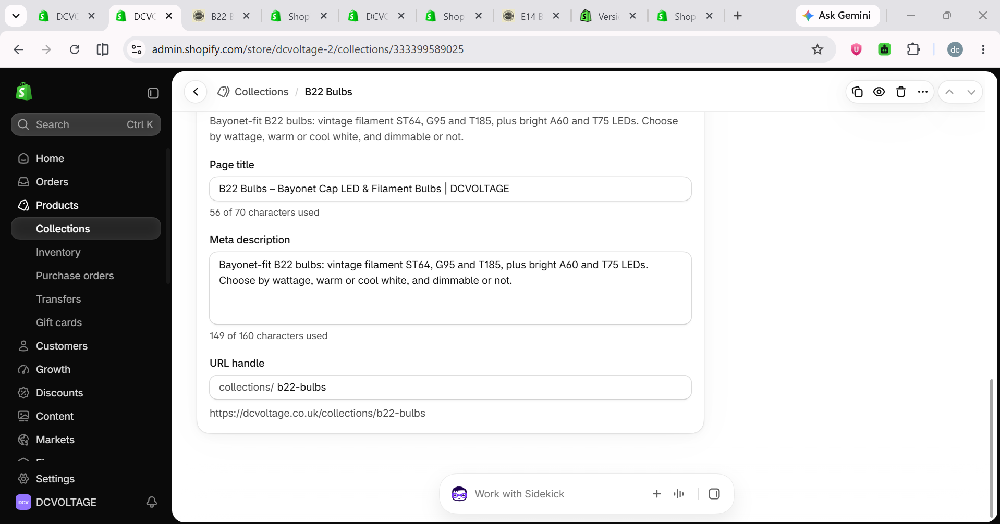 DCVC
DCVC
B22 E
Shop
DCVC
Shop
E14 B
Versi
Shop
Ask Gemini
admin.shopify.com/store/dcvoltage-2/collections/333399589025
U
dc
Search Ctrl K
Home
Orders
Products
Collections
Inventory
Purchase orders
Transfers
Gift cards
Customers
Growth
Discounts
Content
Markets
Settings
DCV DCVOLTAGE
Collections / B22 Bulbs
Bayonet-fit B22 bulbs: vintage filament ST64, G95 and T185, plus bright A60 and T75 LEDs. Choose
by wattage, warm or cool white, and dimmable or not.
Page title
B22 Bulbs – Bayonet Cap LED & Filament Bulbs | DCVOLTAGE
56 of 70 characters used
Meta description
Bayonet-fit B22 bulbs: vintage filament ST64, G95 and T185, plus bright A60 and T75 LEDs.
Choose by wattage, warm or cool white, and dimmable or not.
149 of 160 characters used
URL handle
collections/ b22-bulbs
https://dcvoltage.co.uk/collections/b22-bulbs
Work with Sidekick